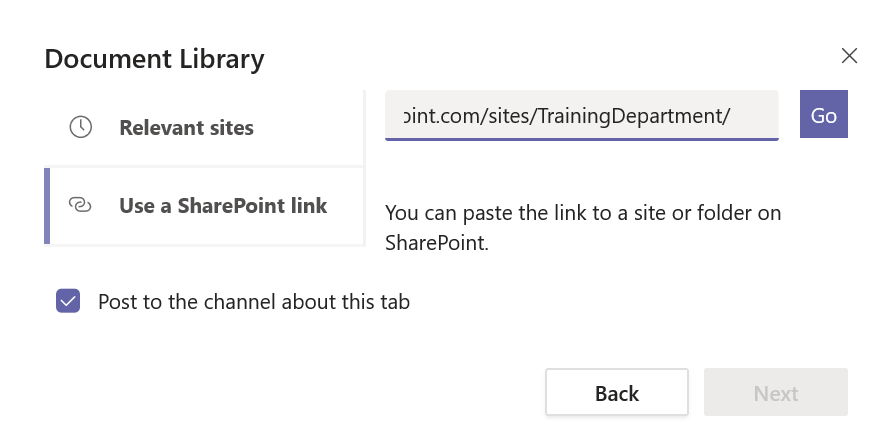 Document Library
Relevant sites
Use a SharePoint link
oint.com/sites/TrainingDepartment/
Go
You can paste the link to a site or folder on
SharePoint.
Post to the channel about this tab
Back
Next